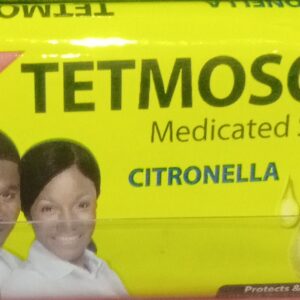 TETMOSO
Medicated S
CITRONELLA
Protects &